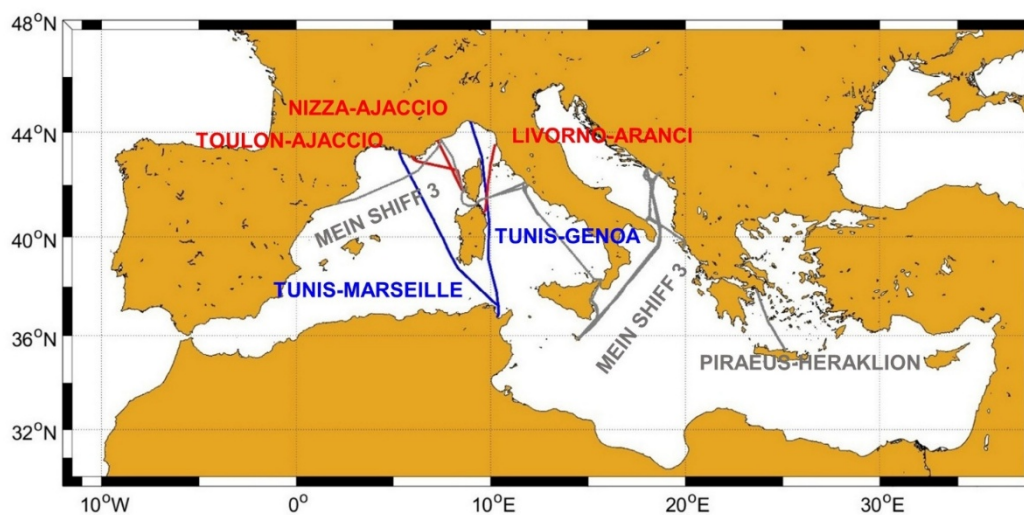 48°N
NIZZA-AJACCIO
44°N
TOULON-AJACCIO
LIVORNO-ARANCI
MEIN SHIFF 3
40°N
TUNIS-GENOA
TUNIS-MARSEILLE
MEIN SHIFF 3
36°N
PIRAEUS-HERAKLION
32°N
10°W
0°
10°E
20°E
30°E